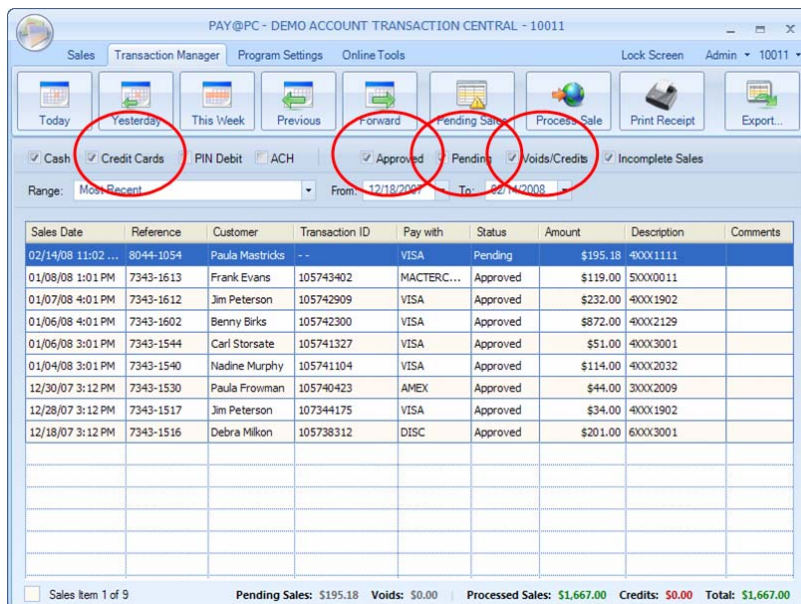 PAY@PC - DEMO ACCOUNT TRANSACTION CENTRAL - 10011
Sales Transaction Manager Program Settings Online Tools Lock Screen Admin 10011
Today Yesterday This Week Previous Forward Pending Sales Process Sale Print Receipt Export...
Cash Credit Cards PIN Debit ACH Approved Pending Voids/Credits Incomplete Sales
Range: Most Recent From: 12/18/2007 To: 02/14/2008
Sales Date Reference Customer Transaction ID Pay with Status Amount Description Comments
02/14/08 11:02 ... 8044-1054 Paula Mastricks -- VISA Pending $195.18 4XXX1111
01/08/08 1:01 PM 7343-1613 Frank Evans 105743402 MACTERC... Approved $119.00 5XXX0011
01/07/08 4:01 PM 7343-1612 Jim Peterson 105742909 VISA Approved $232.00 4XXX1902
01/06/08 4:01 PM 7343-1602 Benny Birks 105742300 VISA Approved $872.00 4XXX2129
01/06/08 3:01 PM 7343-1544 Carl Storsate 105741327 VISA Approved $51.00 4XXX3001
01/04/08 3:01 PM 7343-1540 Nadine Murphy 105741104 VISA Approved $114.00 4XXX2032
12/30/07 3:12 PM 7343-1530 Paula Frowman 105740423 AMEX Approved $44.00 3XXX2009
12/28/07 3:12 PM 7343-1517 Jim Peterson 107344175 VISA Approved $34.00 4XXX1902
12/18/07 3:12 PM 7343-1516 Debra Milkon 105738312 DISC Approved $201.00 6XXX3001
Sales Item 1 of 9 Pending Sales: $195.18 Voids: $0.00 Processed Sales: $1,667.00 Credits: $0.00 Total: $1,667.00